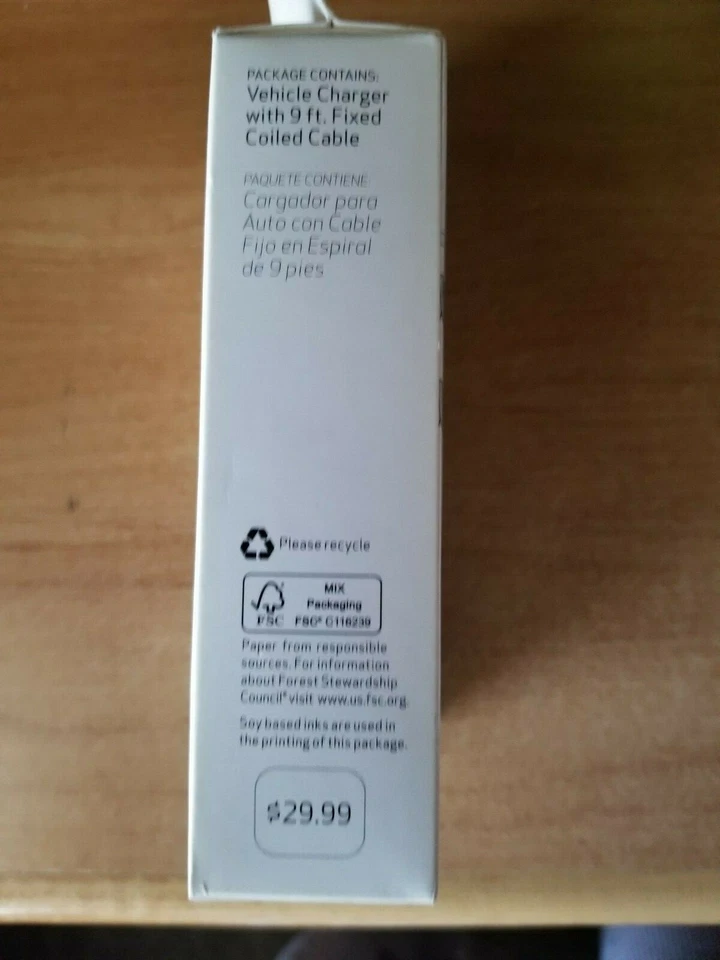 PACKAGE CONTAINS:
Vehicle Charger
with 9 ft. Fixed
Coiled Cable
PAQUETE CONTIENE:
Cargador para
Auto con Cable
Fijo en Espiral
de 9 pies
Please recycle
MIX
Packaging
FSC
FSC® C116239
Paper from responsible
sources. For information
about Forest Stewardship
Council® visit www.us.fsc.org.
Soy based inks are used in
the printing of this package.
$29.99